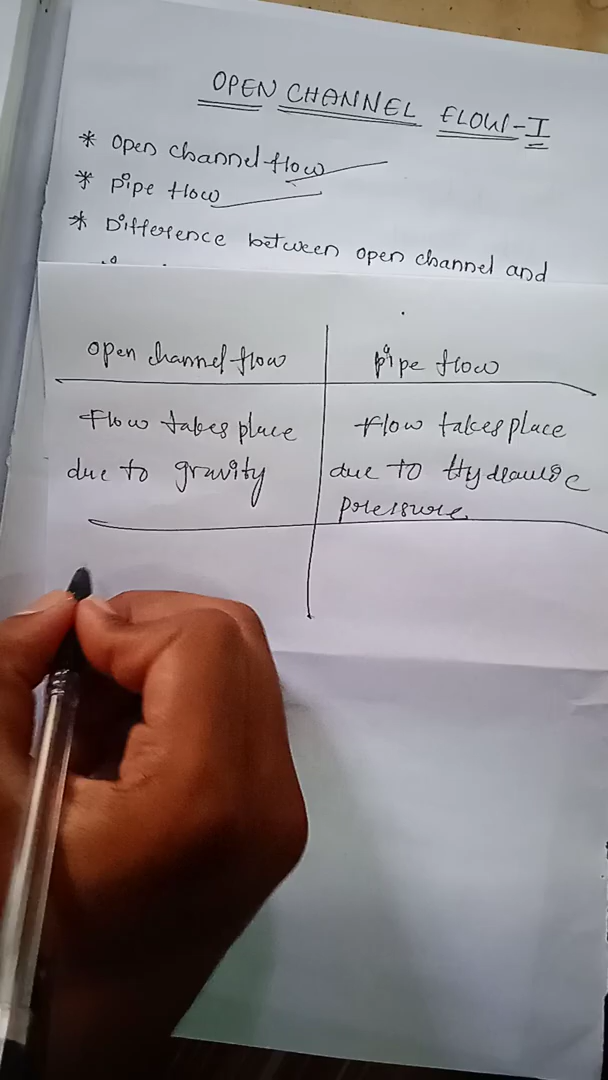 OPEN CHANNEL FLOW-I
* Open channel flow
* Pipe flow
* Difference between open channel and
open channel flow
pipe flow
Flow takes place
due to gravity
Flow takes place
due to Hydraulic
pressure